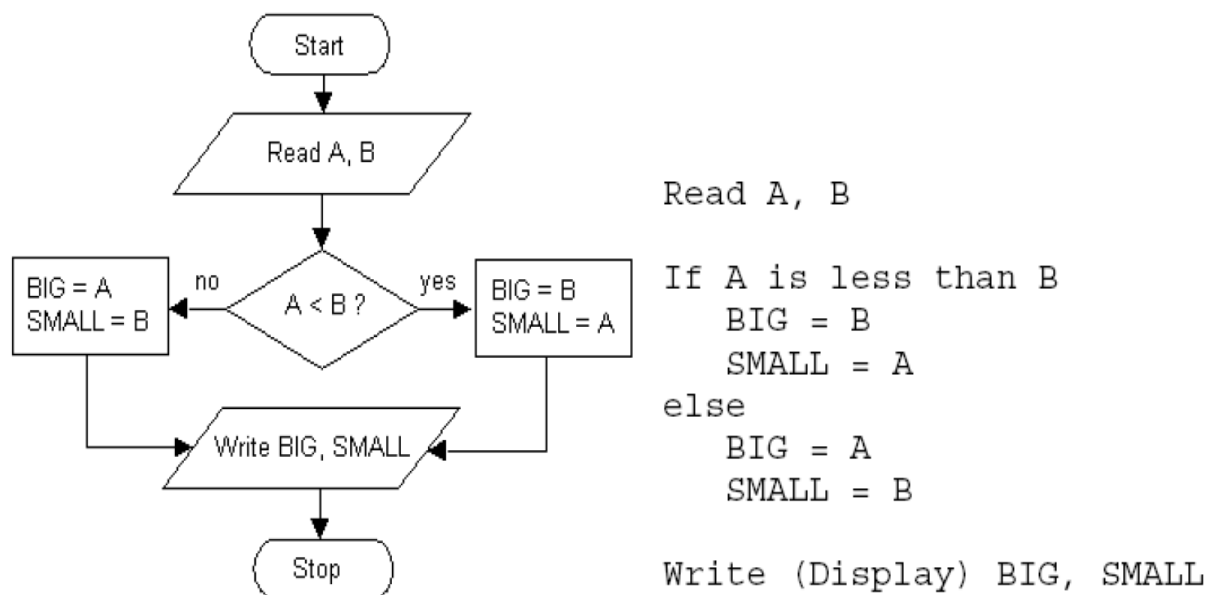 Start
Read A, B
no
A < B ?
yes
BIG = A
SMALL = B
BIG = B
SMALL = A
Write BIG, SMALL
Stop
Read A, B
If A is less than B
BIG = B
SMALL = A
else
BIG = A
SMALL = B
Write (Display) BIG, SMALL